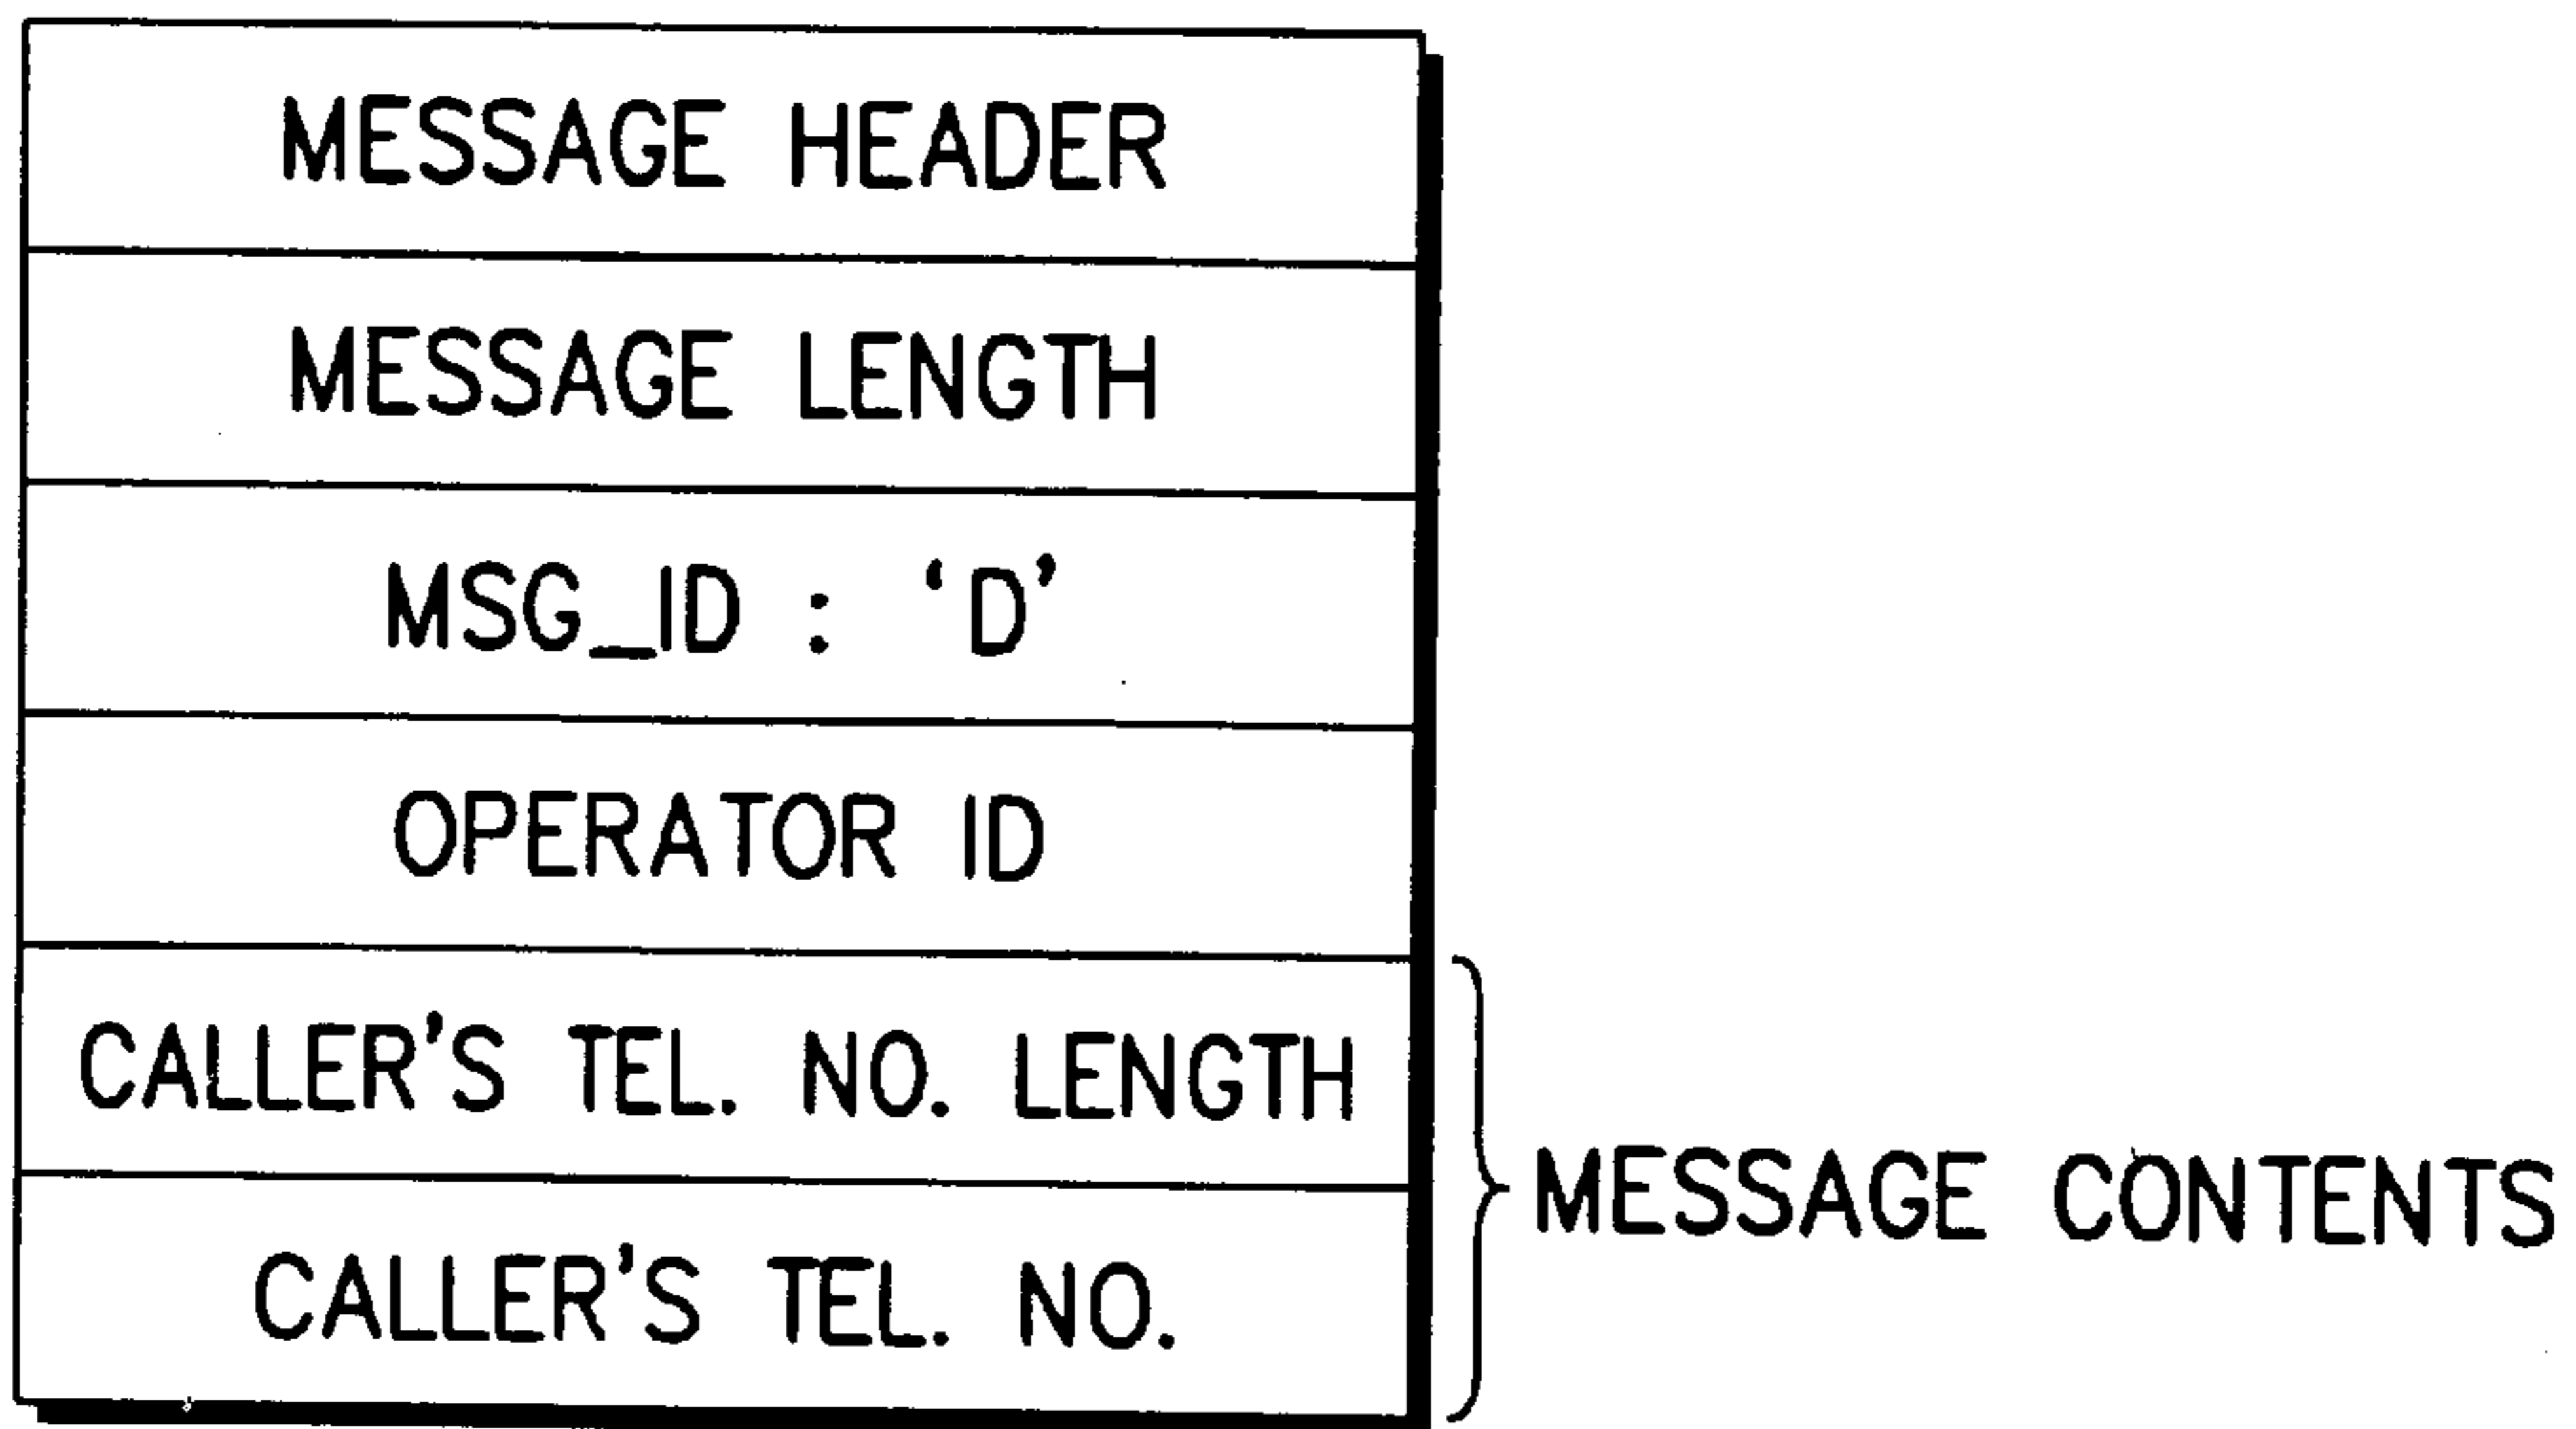 MESSAGE HEADER
MESSAGE LENGTH
MSG_ID : ‘D’
OPERATOR ID
CALLER’S TEL. NO. LENGTH
CALLER’S TEL. NO.
MESSAGE CONTENTS